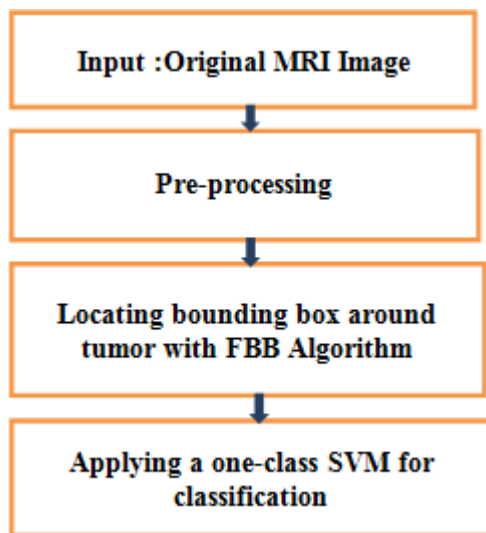 Input :Original MRI Image
Pre-processing
Locating bounding box around
tumor with FBB Algorithm
Applying a one-class SVM for
classification